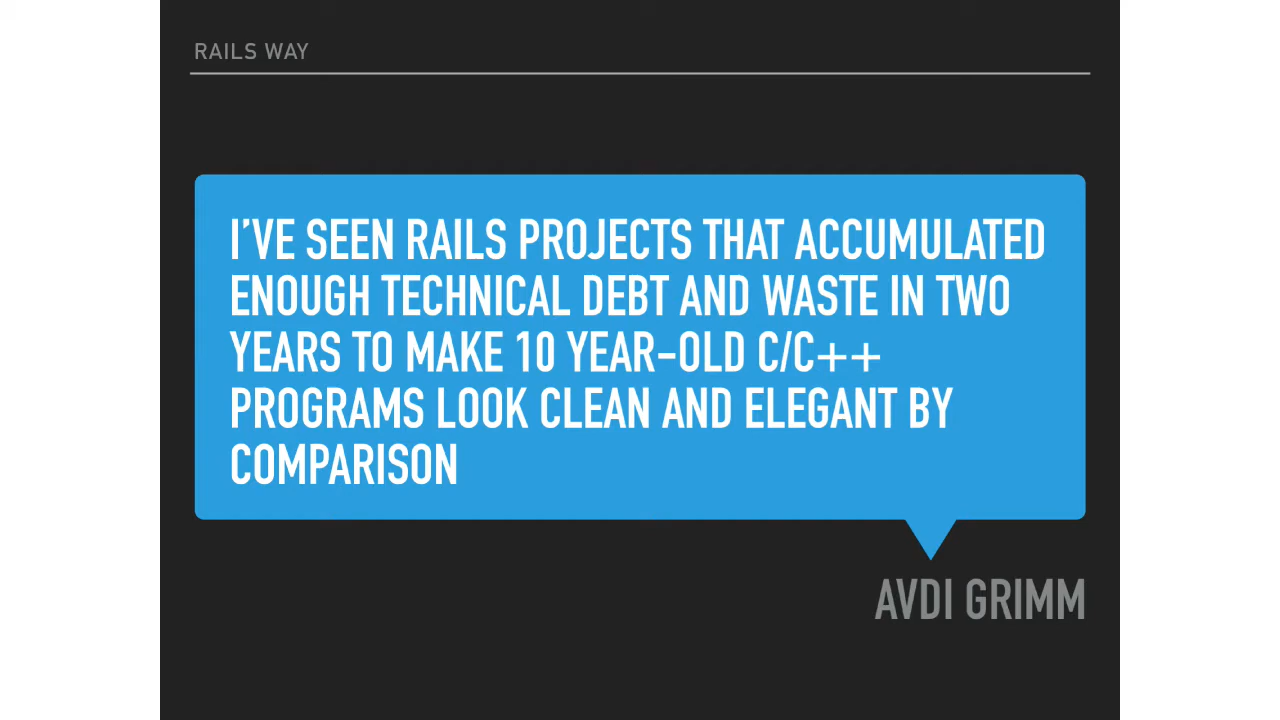 RAILS WAY
I’VE SEEN RAILS PROJECTS THAT ACCUMULATED
ENOUGH TECHNICAL DEBT AND WASTE IN TWO
YEARS TO MAKE 10 YEAR-OLD C/C++
PROGRAMS LOOK CLEAN AND ELEGANT BY
COMPARISON
AVDI GRIMM